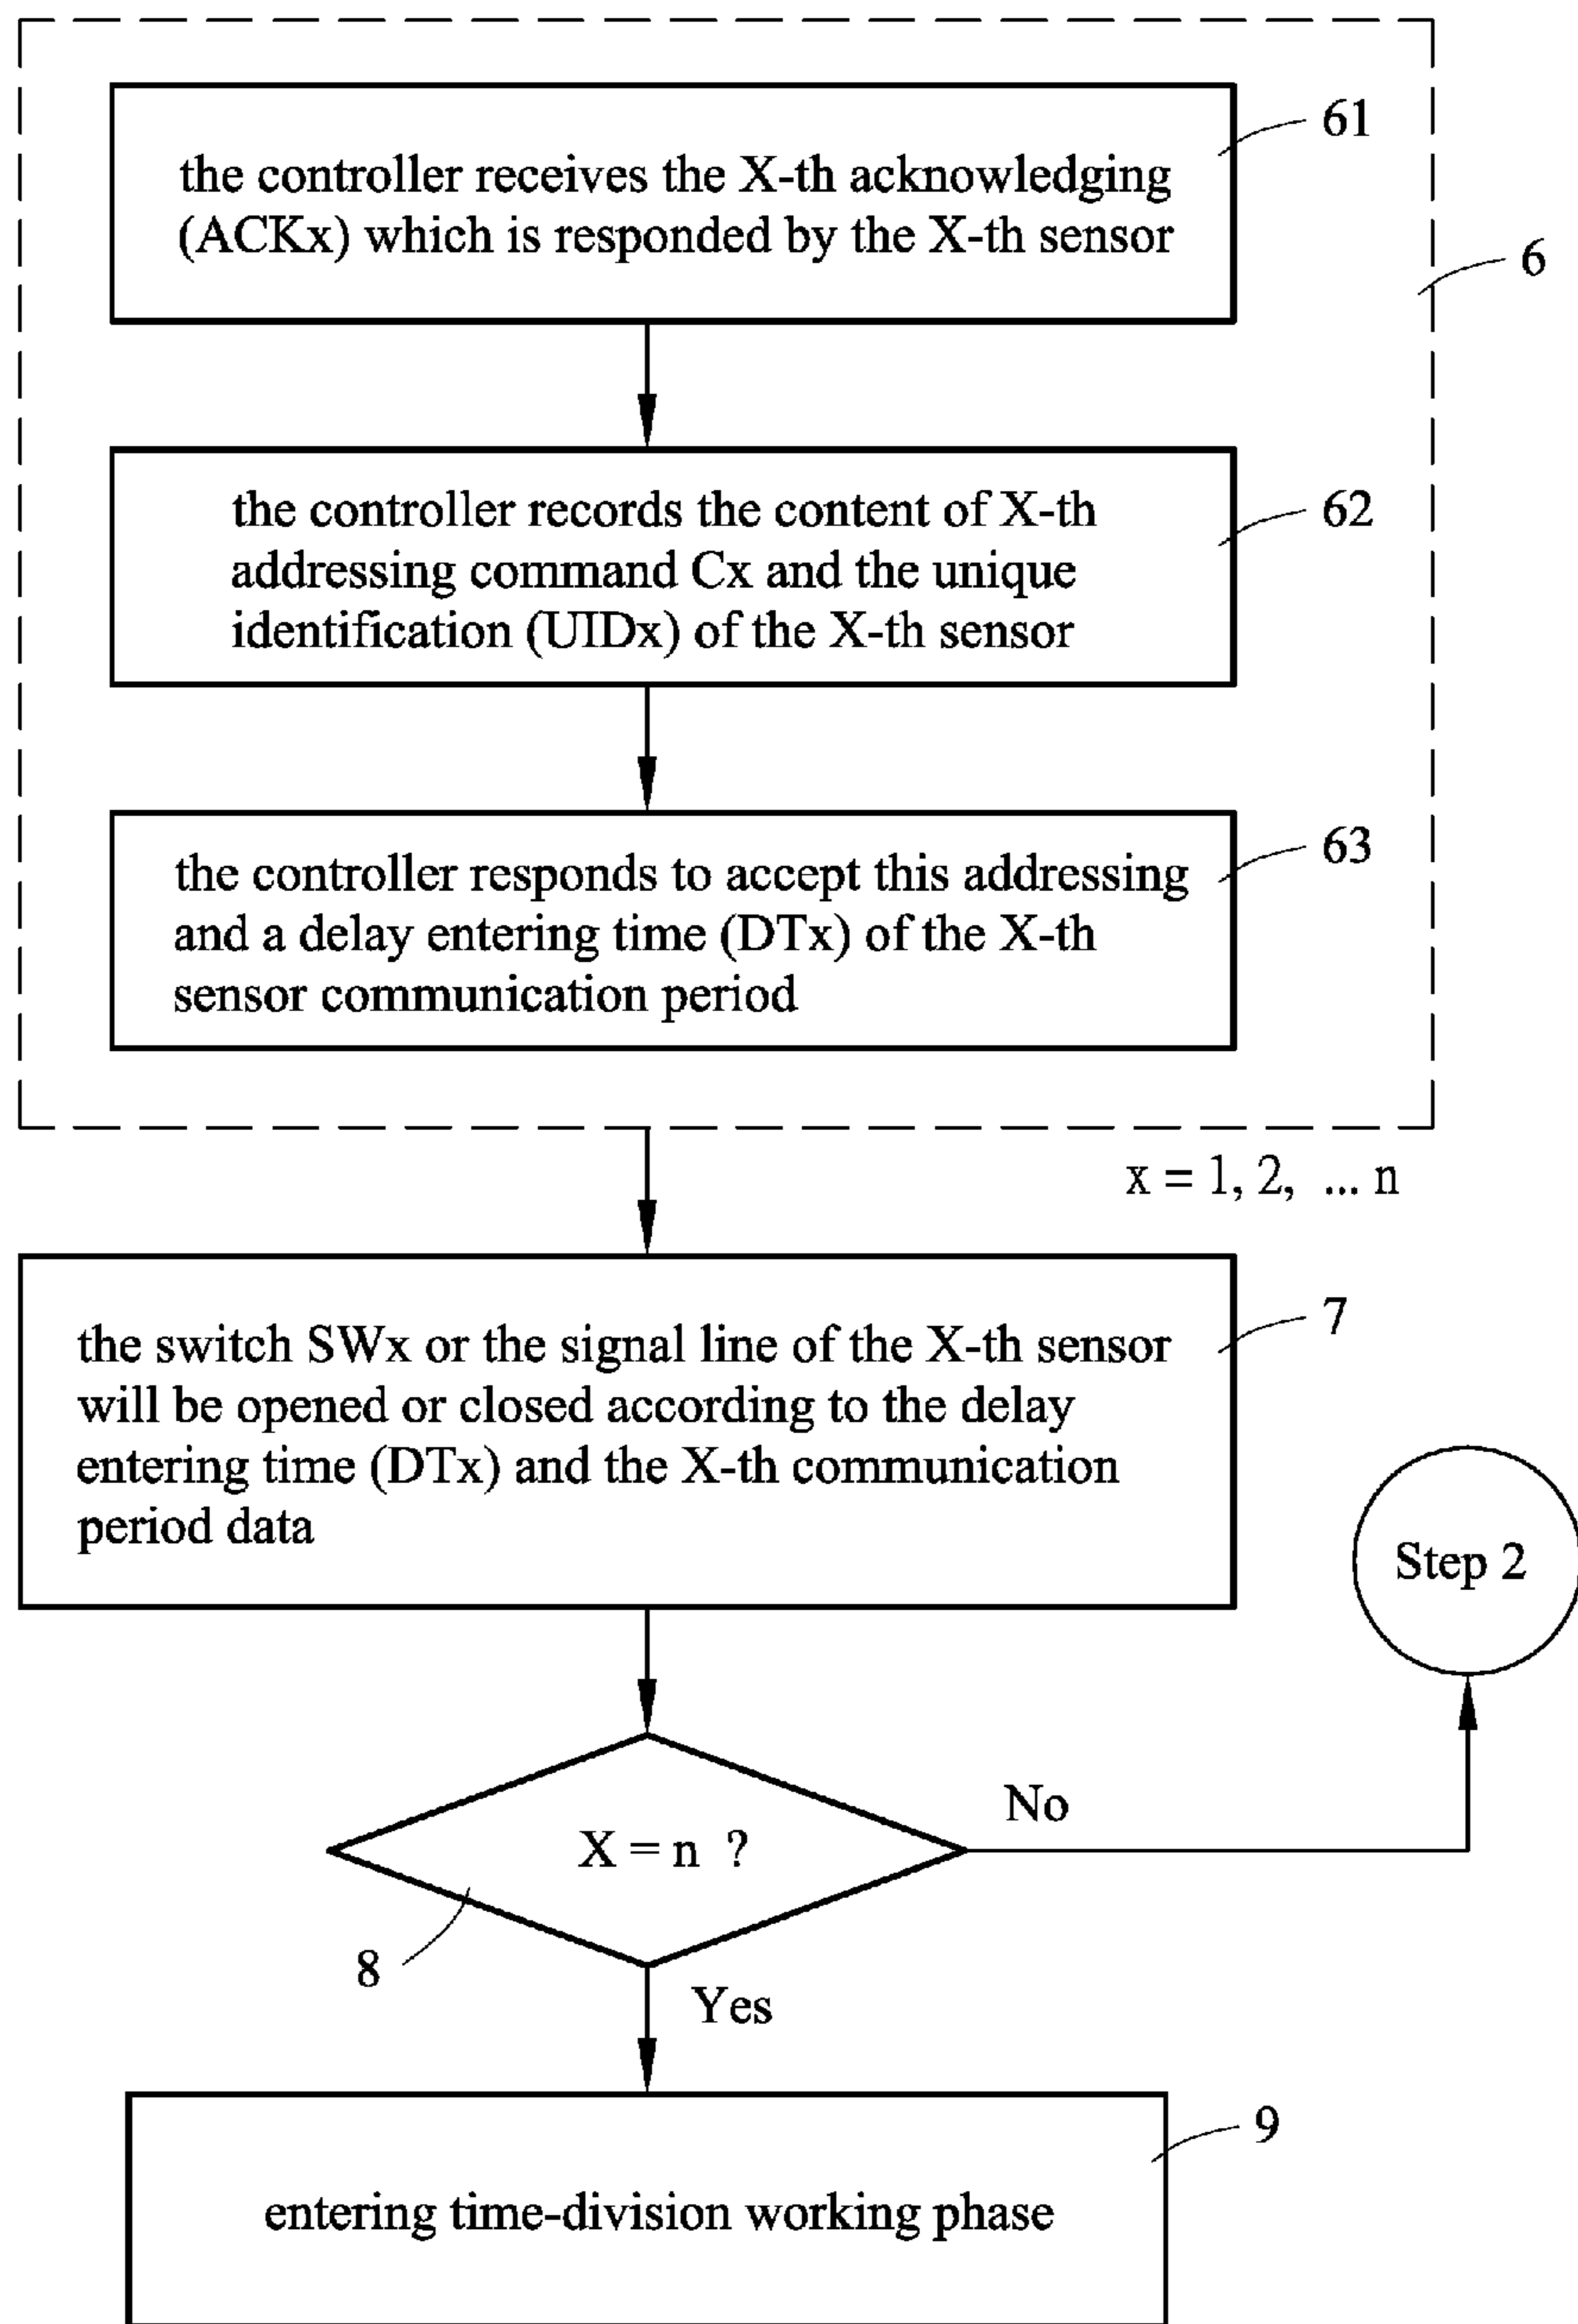 the controller receives the X-th acknowledging
(ACKx) which is responded by the X-th sensor
61
6
the controller records the content of X-th
addressing command Cx and the unique
identification (UIDx) of the X-th sensor
62
the controller responds to accept this addressing
and a delay entering time (DTx) of the X-th
sensor communication period
63
x = 1, 2, ... n
the switch SWx or the signal line of the X-th sensor
will be opened or closed according to the delay
entering time (DTx) and the X-th communication
period data
7
Step 2
X = n ?
No
8
Yes
entering time-division working phase
9